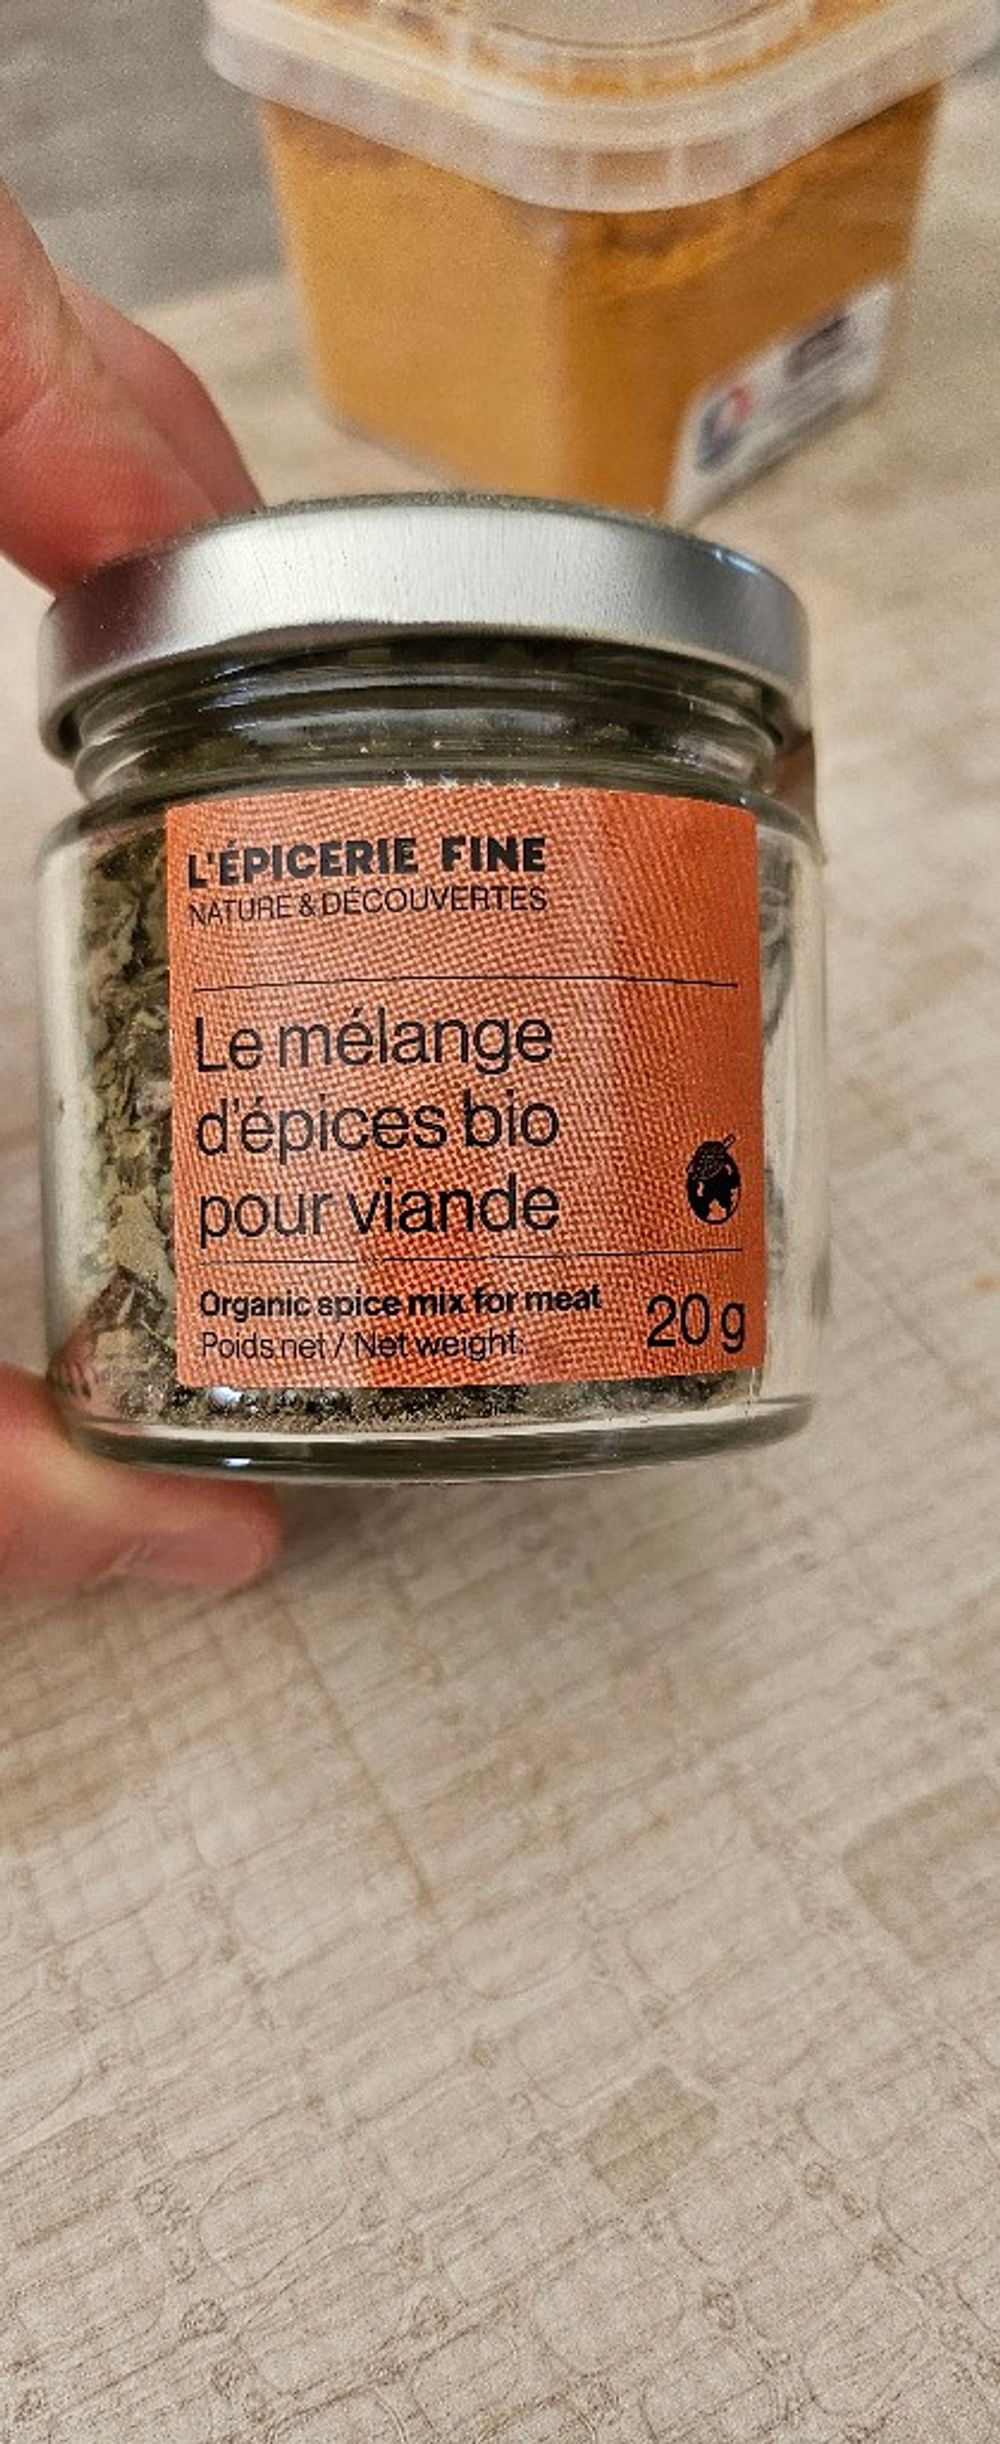 L'ÉPICERIE FINE
NATURE & DÉCOUVERTES
Le mélange
d'épices bio
pour viande
Organic spice mix for meat
Poids net / Net weight: 20 g